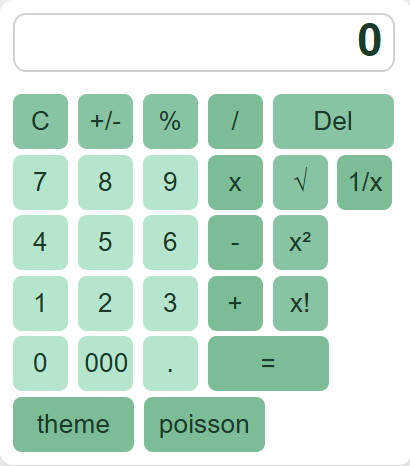 0
C +/- % / Del
7 8 9 x √ 1/x
4 5 6 - x²
1 2 3 + x!
0 000 . =
theme poisson